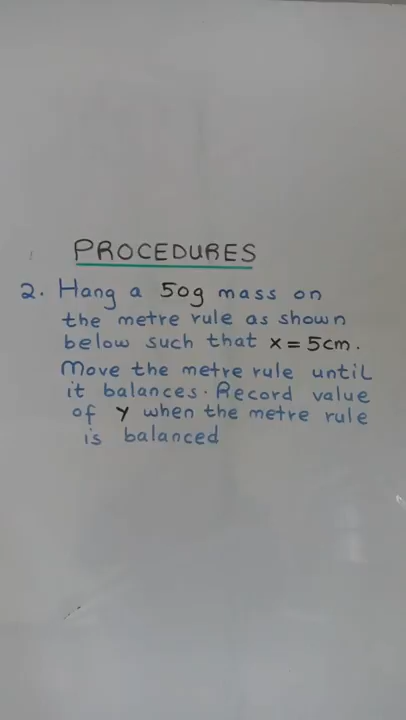 PROCEDURES
2. Hang a 50g mass on
the metre rule as shown
below such that x = 5cm.
Move the metre rule until
it balances. Record value
of y when the metre rule
is balanced